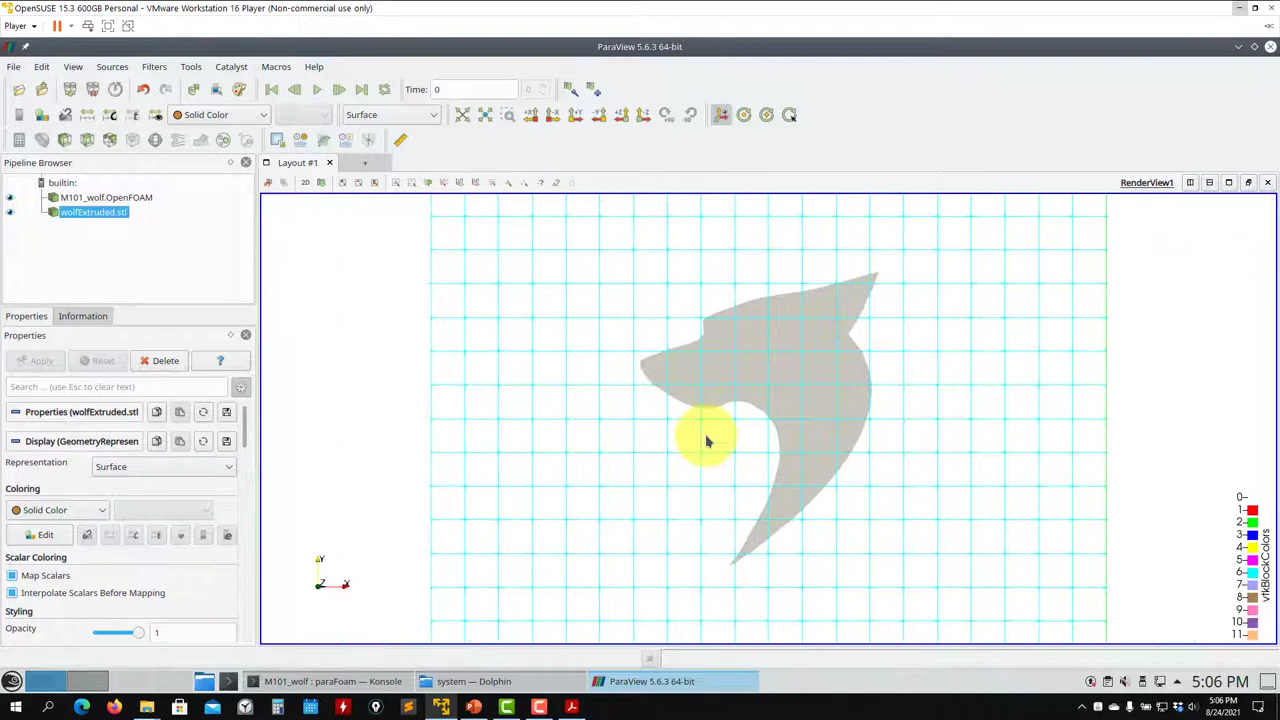 OpenSUSE 15.3 600GB Personal - VMware Workstation 16 Player (Non-commercial use only)
Player
ParaView 5.6.3 64-bit
File Edit View Sources Filters Tools Catalyst Macros Help
Time: 0 0
Solid Color Surface
Pipeline Browser
Layout #1 +
builtin:
M101_wolf.OpenFOAM
wolfExtruded.stl
2D RenderView1
Properties Information
Properties
Apply Reset Delete ?
Search ... (use Esc to clear text)
Properties (wolfExtruded.stl
Display (GeometryRepresen
Representation Surface
Coloring
Solid Color
Edit
Scalar Coloring
Map Scalars
Interpolate Scalars Before Mapping
Styling
Opacity 1
Y
Z X
0
1
2
3
4
5
6
7
8
9
10
11
vtkBlockColors
M101_wolf : paraFoam — Konsole
system — Dolphin
ParaView 5.6.3 64-bit
5:06 PM
5:06 PM
8/24/2021